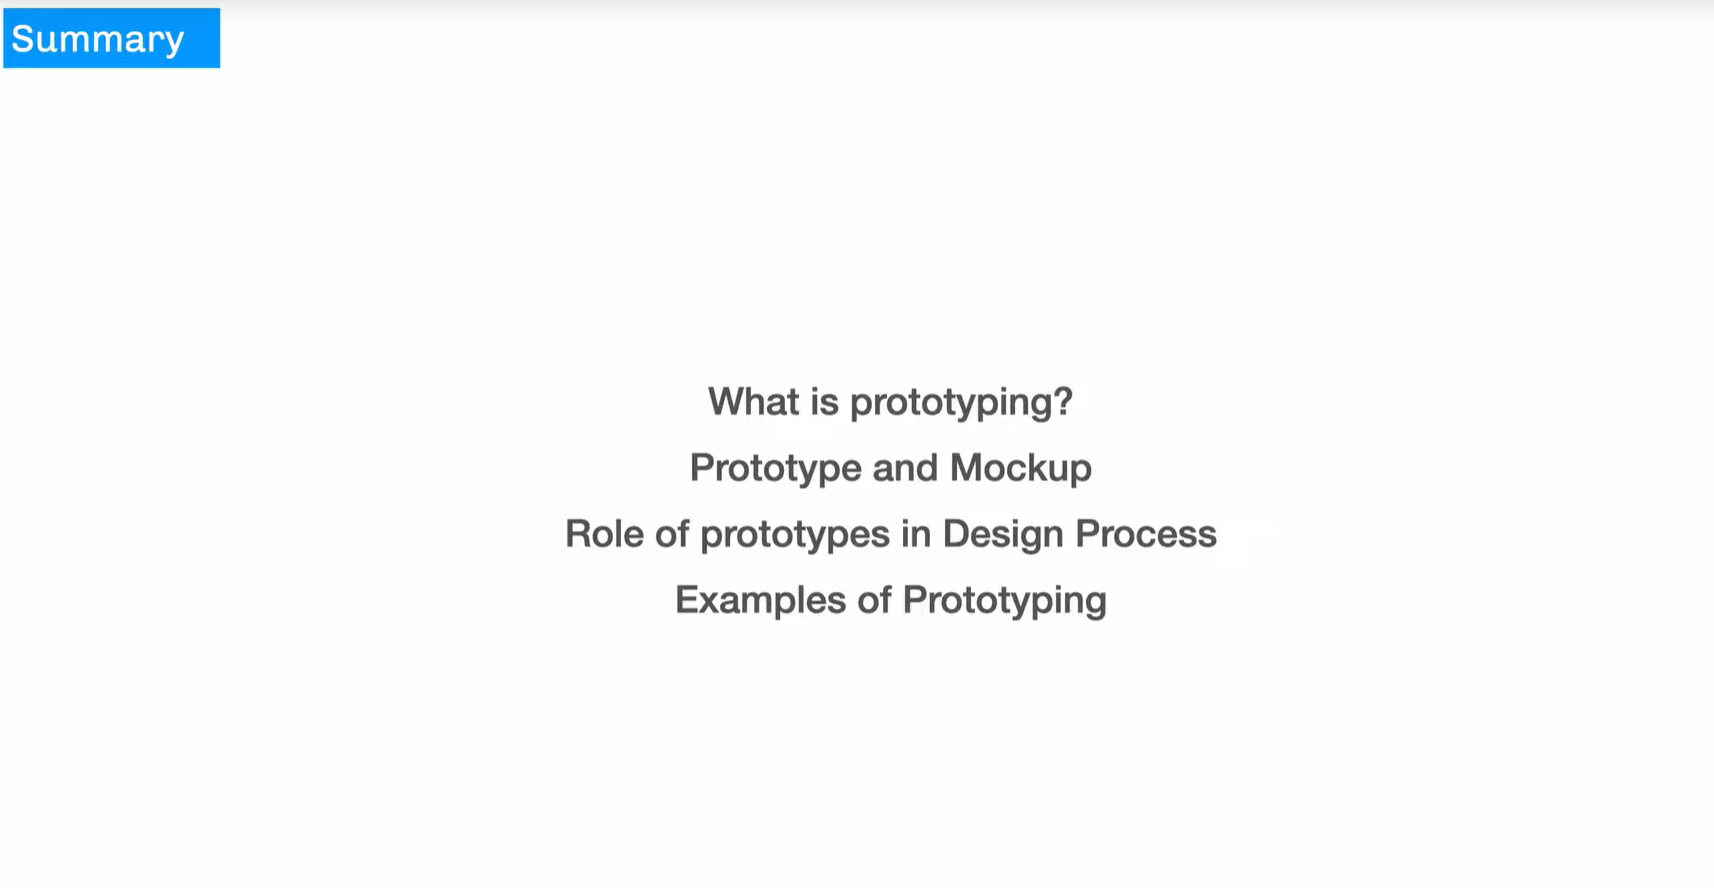 Summary
What is prototyping?
Prototype and Mockup
Role of prototypes in Design Process
Examples of Prototyping